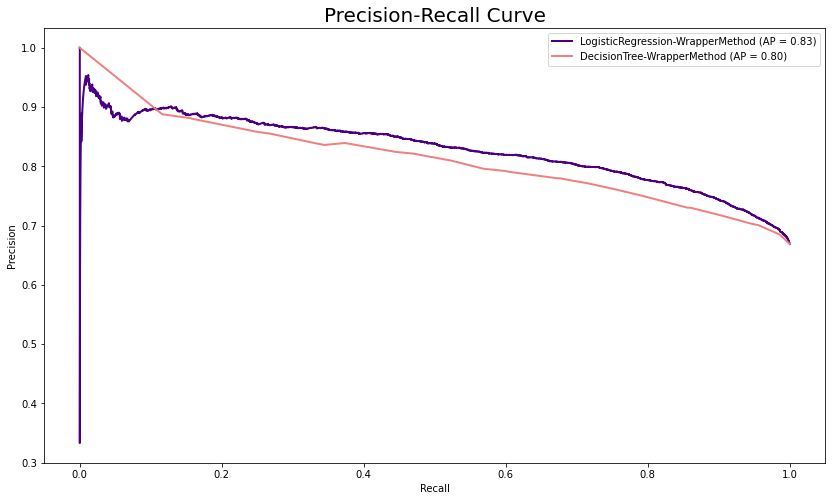 Precision-Recall Curve
LogisticRegression-WrapperMethod (AP = 0.83)
DecisionTree-WrapperMethod (AP = 0.80)
Precision
1.0
0.9
0.8
0.7
0.6
0.5
0.4
0.3
0.0 0.2 0.4 0.6 0.8 1.0
Recall